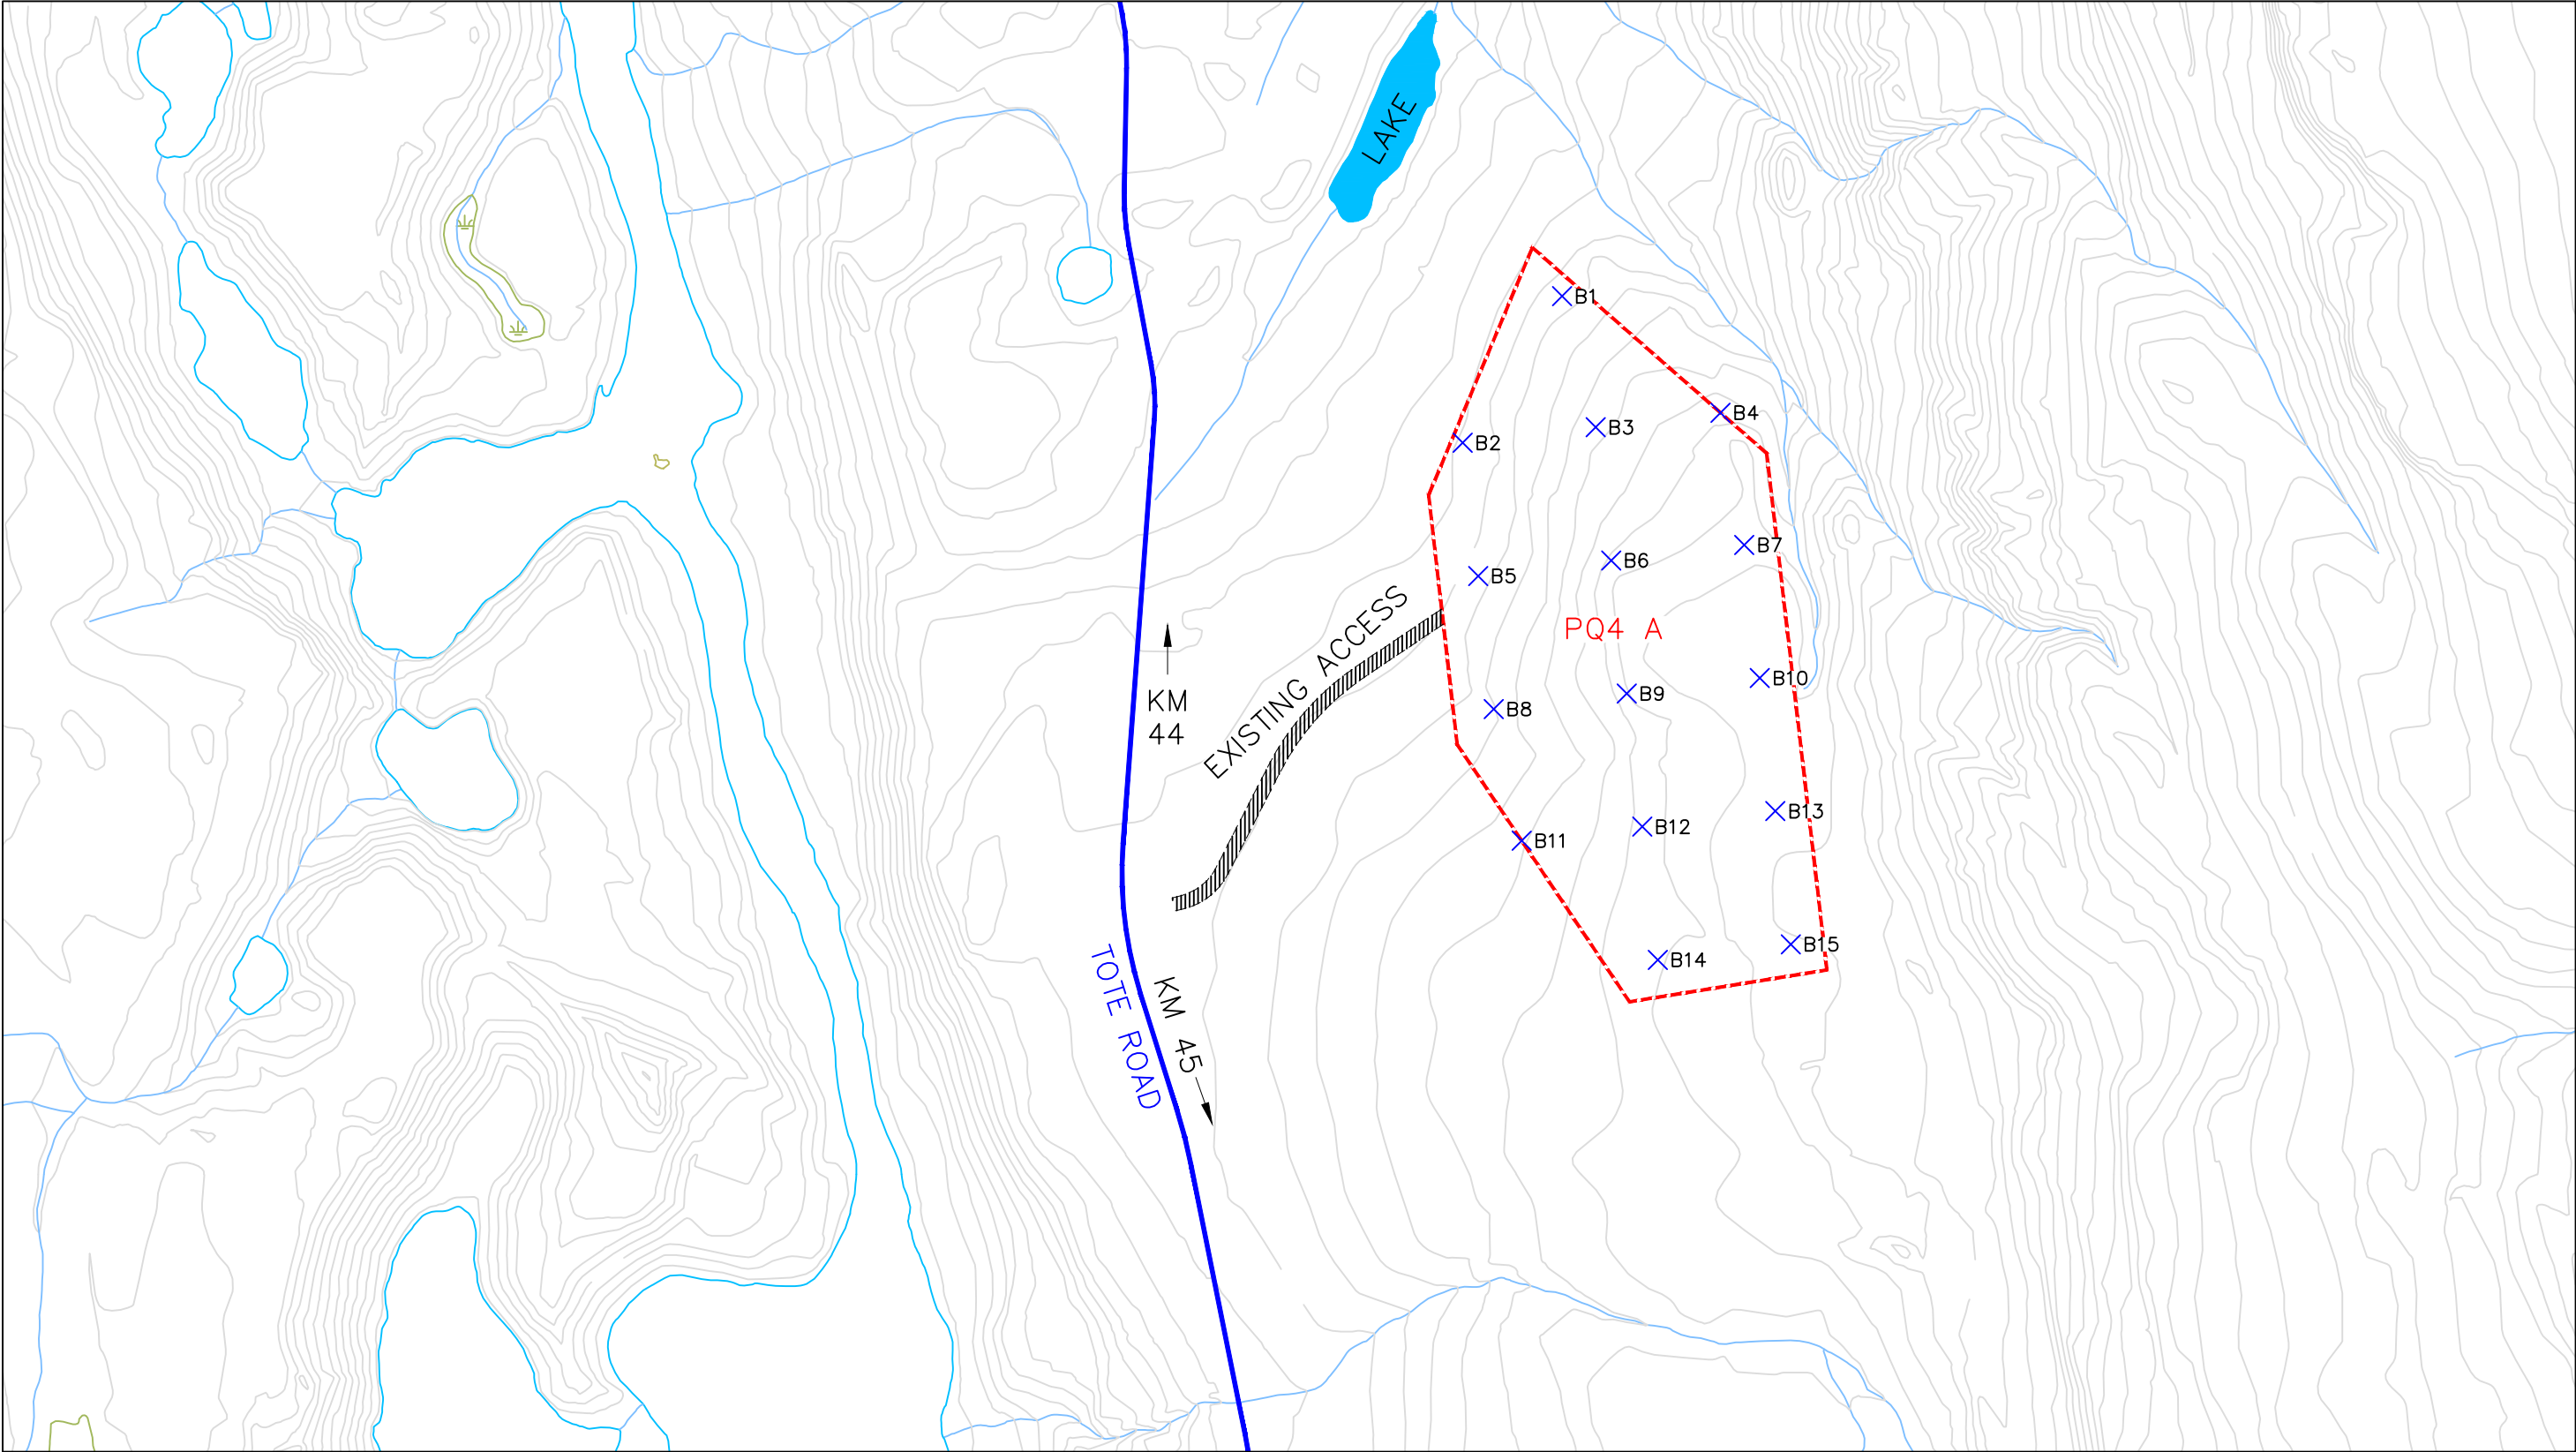 LAKE
B1
B4
B3
B2
B7
B6
B5
EXISTING ACCESS
PQ4 A
B10
B9
KM
44
B8
B13
B12
B11
B15
B14
TOTE ROAD
KM 45